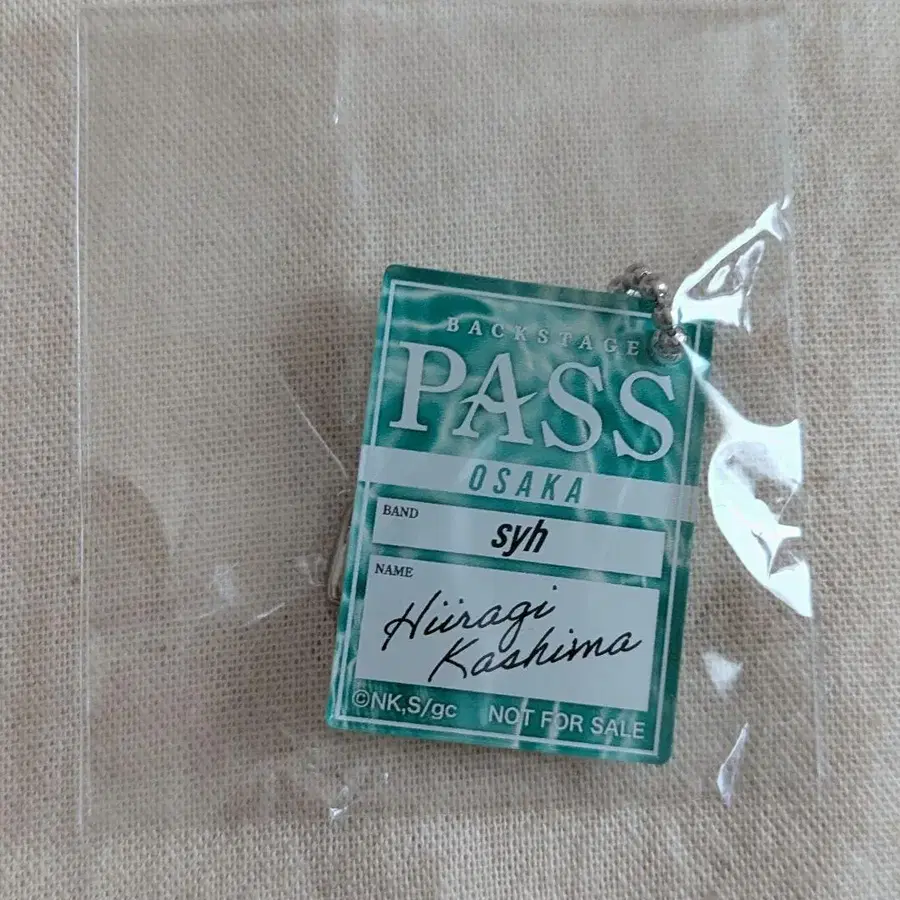 BACKSTAGE
PASS
OSAKA
BAND
syh
NAME
Hiiragi
Kashima
©NK,S/gc NOT FOR SALE